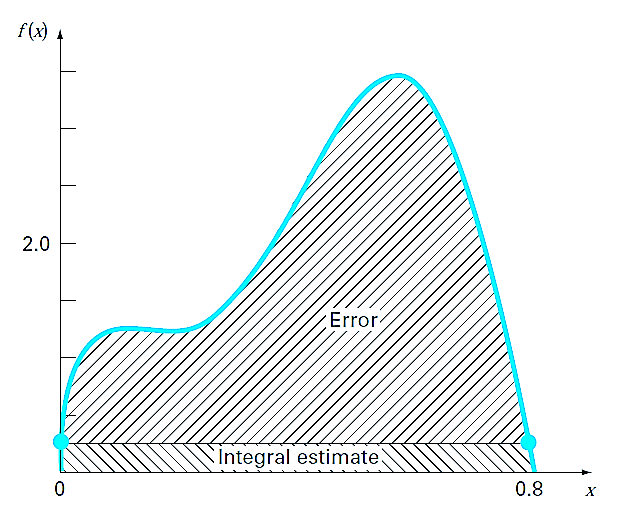 f(x)
2.0
Error
Integral estimate
0
0.8
x